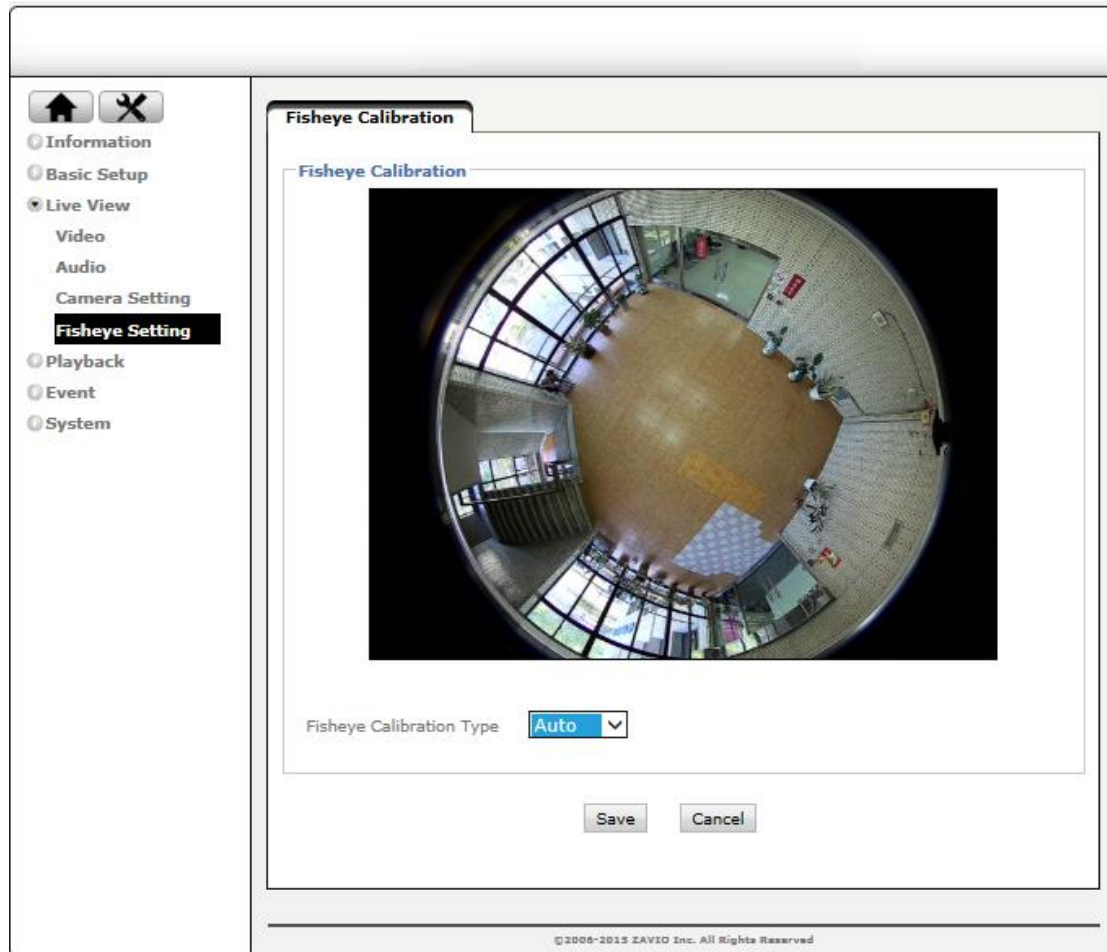 Information
Basic Setup
Live View
Video
Audio
Camera Setting
Fisheye Setting
Playback
Event
System
Fisheye Calibration
Fisheye Calibration
Fisheye Calibration Type
Auto
Save
Cancel
©2008-2015 ZAVIO Inc. All Rights Reserved